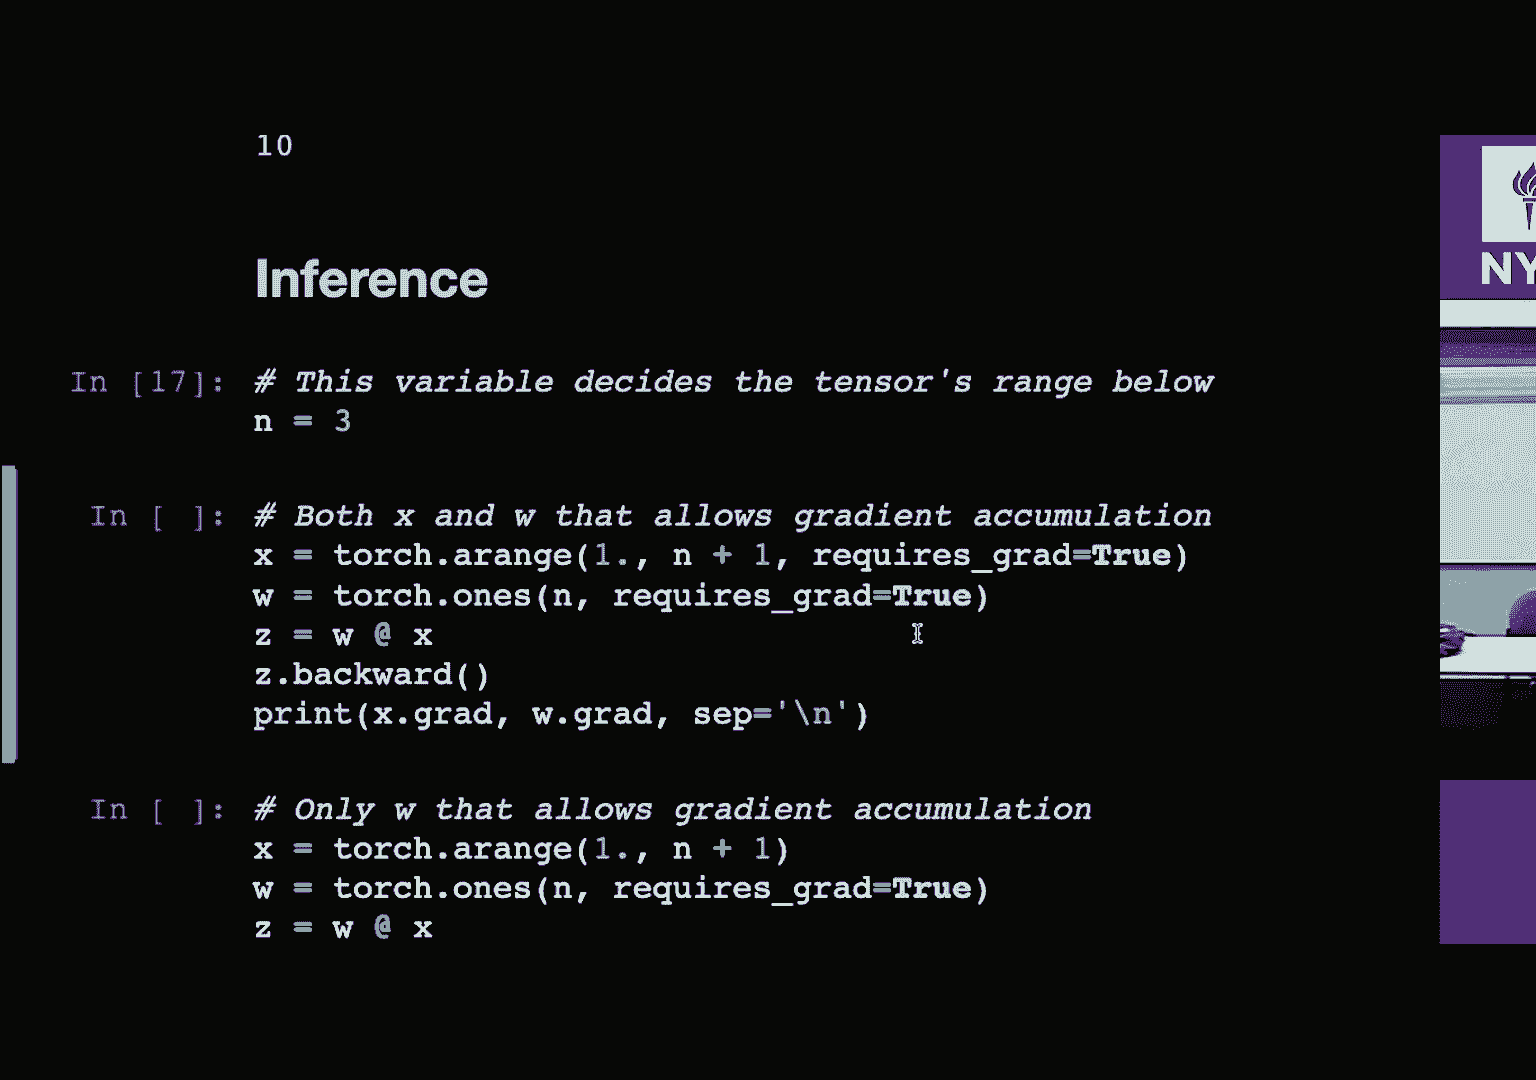 10
Inference
In [17]: # This variable decides the tensor's range below
n = 3
In [ ]: # Both x and w that allows gradient accumulation
x = torch.arange(1., n + 1, requires_grad=True)
w = torch.ones(n, requires_grad=True)
z = w @ x
z.backward()
print(x.grad, w.grad, sep='\n')
In [ ]: # Only w that allows gradient accumulation
x = torch.arange(1., n + 1)
w = torch.ones(n, requires_grad=True)
z = w @ x
NY